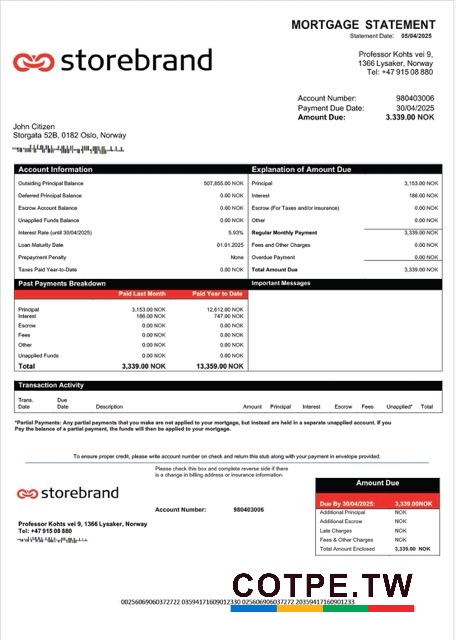 MORTGAGE STATEMENT
Statement Date: 05/04/2025
storebrand
Professor Kohts vei 9,
1366 Lysaker, Norway
Tel: +47 915 08 880
Account Number: 980403006
Payment Due Date: 30/04/2025
Amount Due: 3.339.00 NOK
John Citizen
Storgata 52B, 0182 Oslo, Norway
Account Information
Outsiding Principal Balance 507,655.00 NOK
Deferred Principal Balance 0.00 NOK
Escrow Account Balance 0.00 NOK
Unapplied Funds Balance 0.00 NOK
Interest Rate (until 30/04/2025) 5.93%
Loan Maturity Date 01.01.2025
Prepayment Penalty None
Taxes Paid Year-to-Date 0.00 NOK
Explanation of Amount Due
Principal 3,153.00 NOK
Interest 186.00 NOK
Escrow (For Taxes and/or insurance) 0.00 NOK
Other 0.00 NOK
Regular Monthly Payment 3,339.00 NOK
Fees and Other Charges 0.00 NOK
Overdue Payment 0.00 NOK
Total Amount Due 3,339.00 NOK
Past Payments Breakdown
Paid Last Month Paid Year to Date
Principal 3,153.00 NOK 12,612.00 NOK
Interest 186.00 NOK 747.00 NOK
Escrow 0.00 NOK 0.00 NOK
Fees 0.00 NOK 0.00 NOK
Other 0.00 NOK 0.00 NOK
Unapplied Funds 0.00 NOK 0.00 NOK
Total 3,339.00 NOK 13,359.00 NOK
Important Messages
Transaction Activity
Trans. Date Due Date Description Amount Principal Interest Escrow Fees Unapplied* Total
*Partial Payments: Any partial payments that you make are not applied to your mortgage, but instead are held in a separate unapplied account. If you
Pay the balance of a partial payment, the funds will then be applied to your mortgage.
To ensure proper credit, please write account number on check and return this stub along with your payment in envelope provided.
Please check this box and complete reverse side if there
is a change in billing address or insurance information.
storebrand
Account Number: 980403006
Professor Kohts vei 9, 1366 Lysaker, Norway
Tel: +47 915 08 880
Amount Due
Due By 30/04/2025: 3,339.00NOK
Additional Principal NOK
Additional Escrow NOK
Late Charges NOK
Fees & Other Charges NOK
Total Amount Enclosed 3,339.00 NOK
COTPE.TW
0025606906037272 03594171609012330 025606906037272 20359417160901233